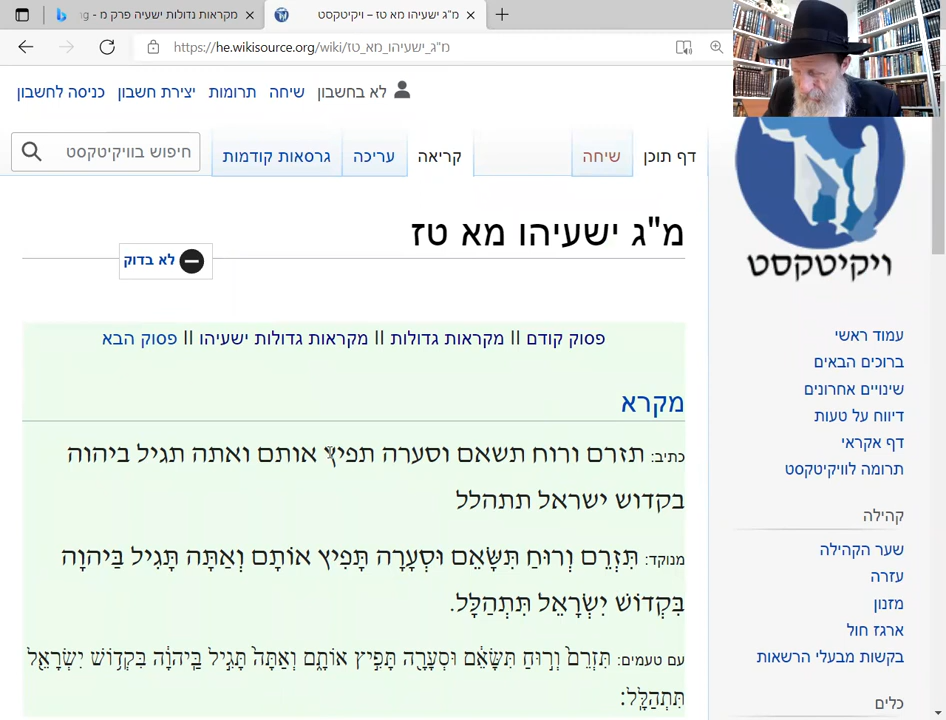 מקראות גדולות ישעיה פרק מ - ng
מ"ג ישעיהו מא טז – ויקיטקסט
https://he.wikisource.org/wiki/מ"ג_ישעיהו_מא_טז
לא בחשבון שיחה תרומות יצירת חשבון כניסה לחשבון
דף תוכן שיחה קריאה עריכה גרסאות קודמות חיפוש בוויקיטקסט
מ"ג ישעיהו מא טז
לא בדוק
פסוק קודם || מקראות גדולות || מקראות גדולות ישעיהו || פסוק הבא
מקרא
כתיב: תזרם ורוח תשאם וסערה תפיץ אותם ואתה תגיל ביהוה
בקדוש ישראל תתהלל
מנוקד: תִּזְרֵם וְרוּחַ תִּשָּׂאֵם וּסְעָרָה תָּפִיץ אוֹתָם וְאַתָּה תָּגִיל בַּיהוָה
בִּקְדוֹשׁ יִשְׂרָאֵל תִּתְהַלָּל.
עם טעמים: תִּזְרֵם֙ וְר֣וּחַ תִּשָּׂאֵ֔ם וּסְעָרָ֖ה תָּפִ֣יץ אוֹתָ֑ם וְאַתָּה֙ תָּגִ֣יל בַּֽיהוָ֔ה בִּקְד֥וֹשׁ יִשְׂרָאֵ֖ל
תִּתְהַלָּֽל׃
ויקיטקסט
עמוד ראשי
ברוכים הבאים
שינויים אחרונים
דיווח על טעות
דף אקראי
תרומה לוויקיטקסט
קהילה
שער הקהילה
עזרה
מזנון
ארגז חול
בקשות מבעלי הרשאות
כלים